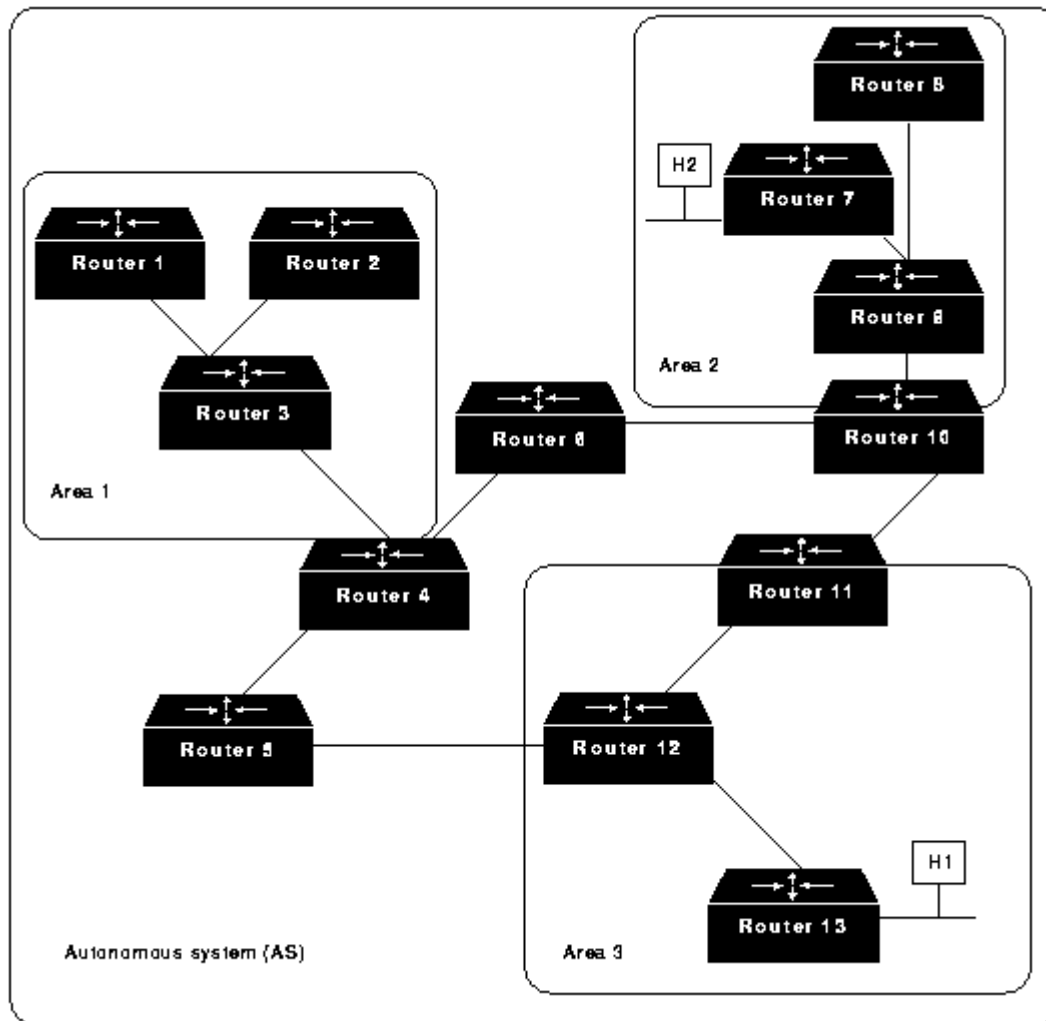 Router 8
H2
Router 7
Router 1
Router 2
Router 9
Area 2
Router 3
Router 6
Router 10
Area 1
Router 4
Router 11
Router 5
Router 12
H1
Router 13
Autonomous system (AS)
Area 3